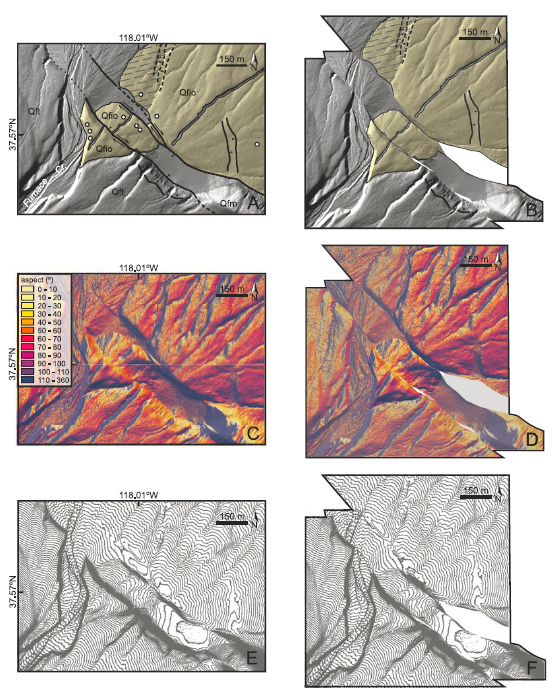 118.01°W
150 m
N
Qft
Qfio
Qfio
Qfio
Qft
Qfm
Furnace Cr.
37.57°N
A
150 m
N
B
118.01°W
aspect (°)
0 - 10
10 - 20
20 - 30
30 - 40
40 - 50
50 - 60
60 - 70
70 - 80
80 - 90
90 - 100
100 - 110
110 - 360
150 m
N
37.57°N
C
150 m
N
D
118.01°W
150 m
N
37.57°N
E
150 m
N
F